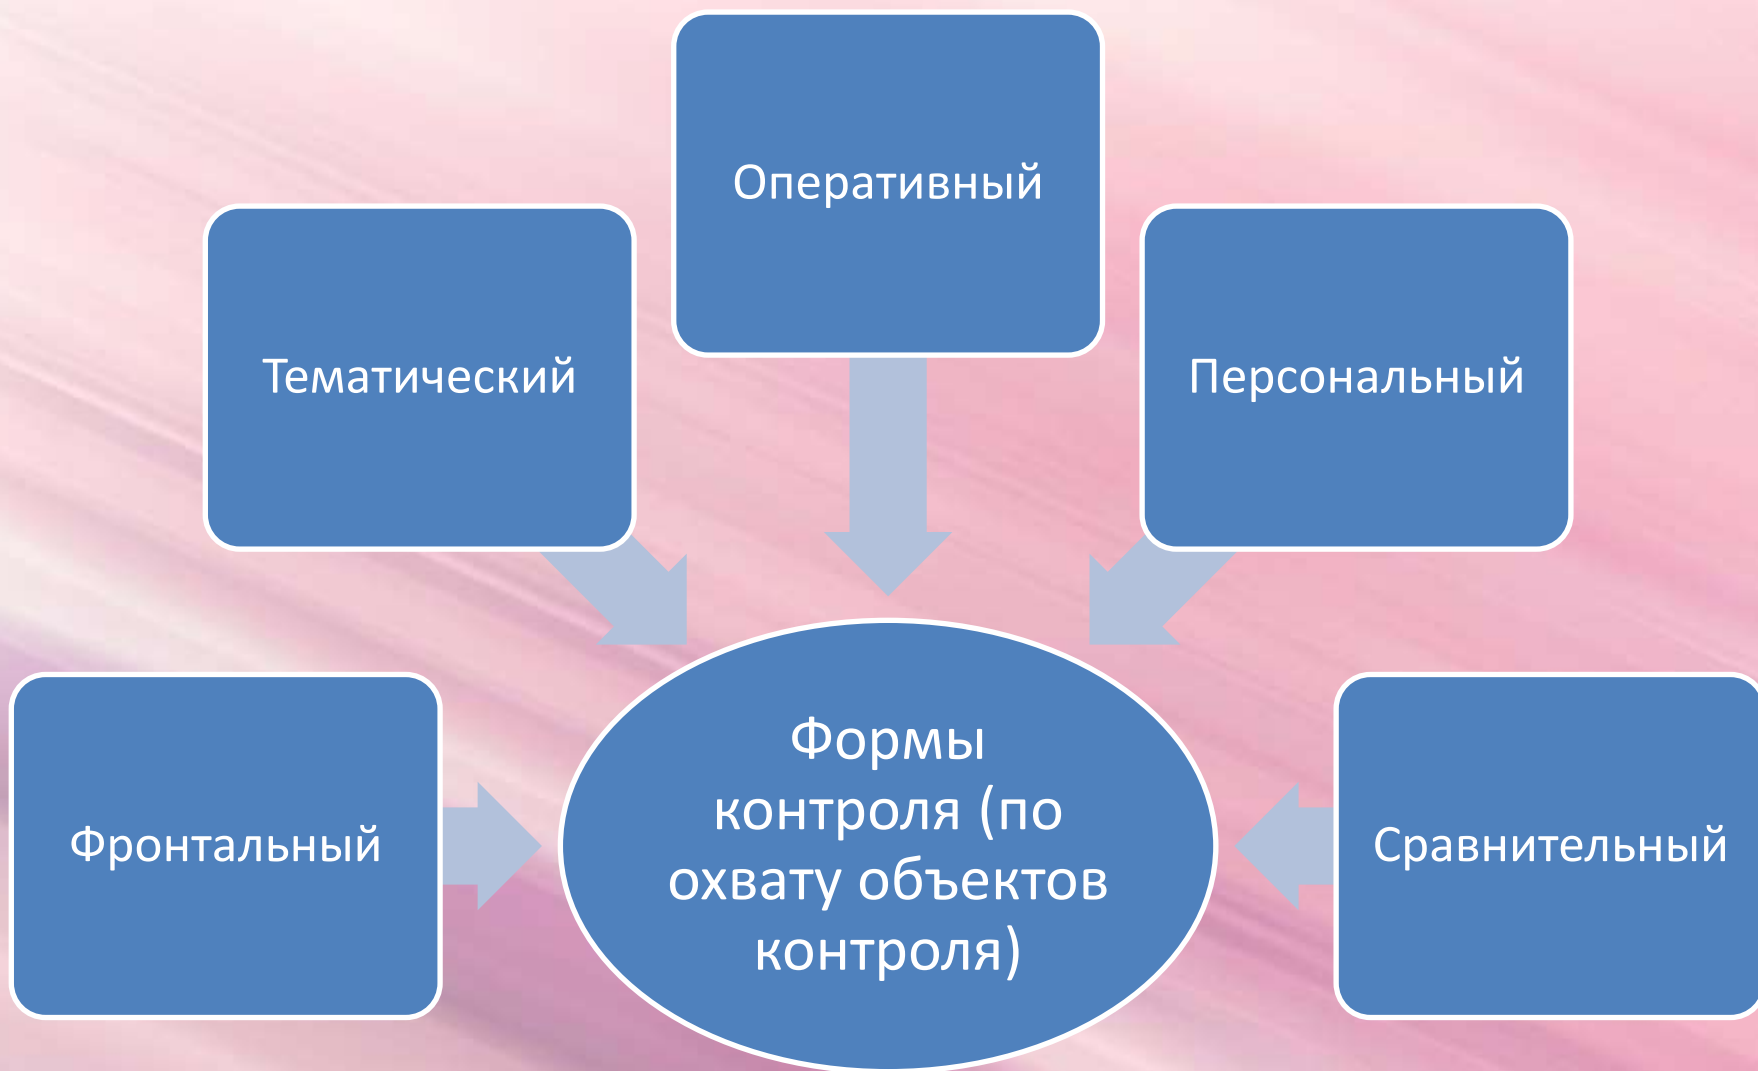 Оперативный
Тематический
Персональный
Фронтальный
Формы
контроля (по
охвату объектов
контроля)
Сравнительный